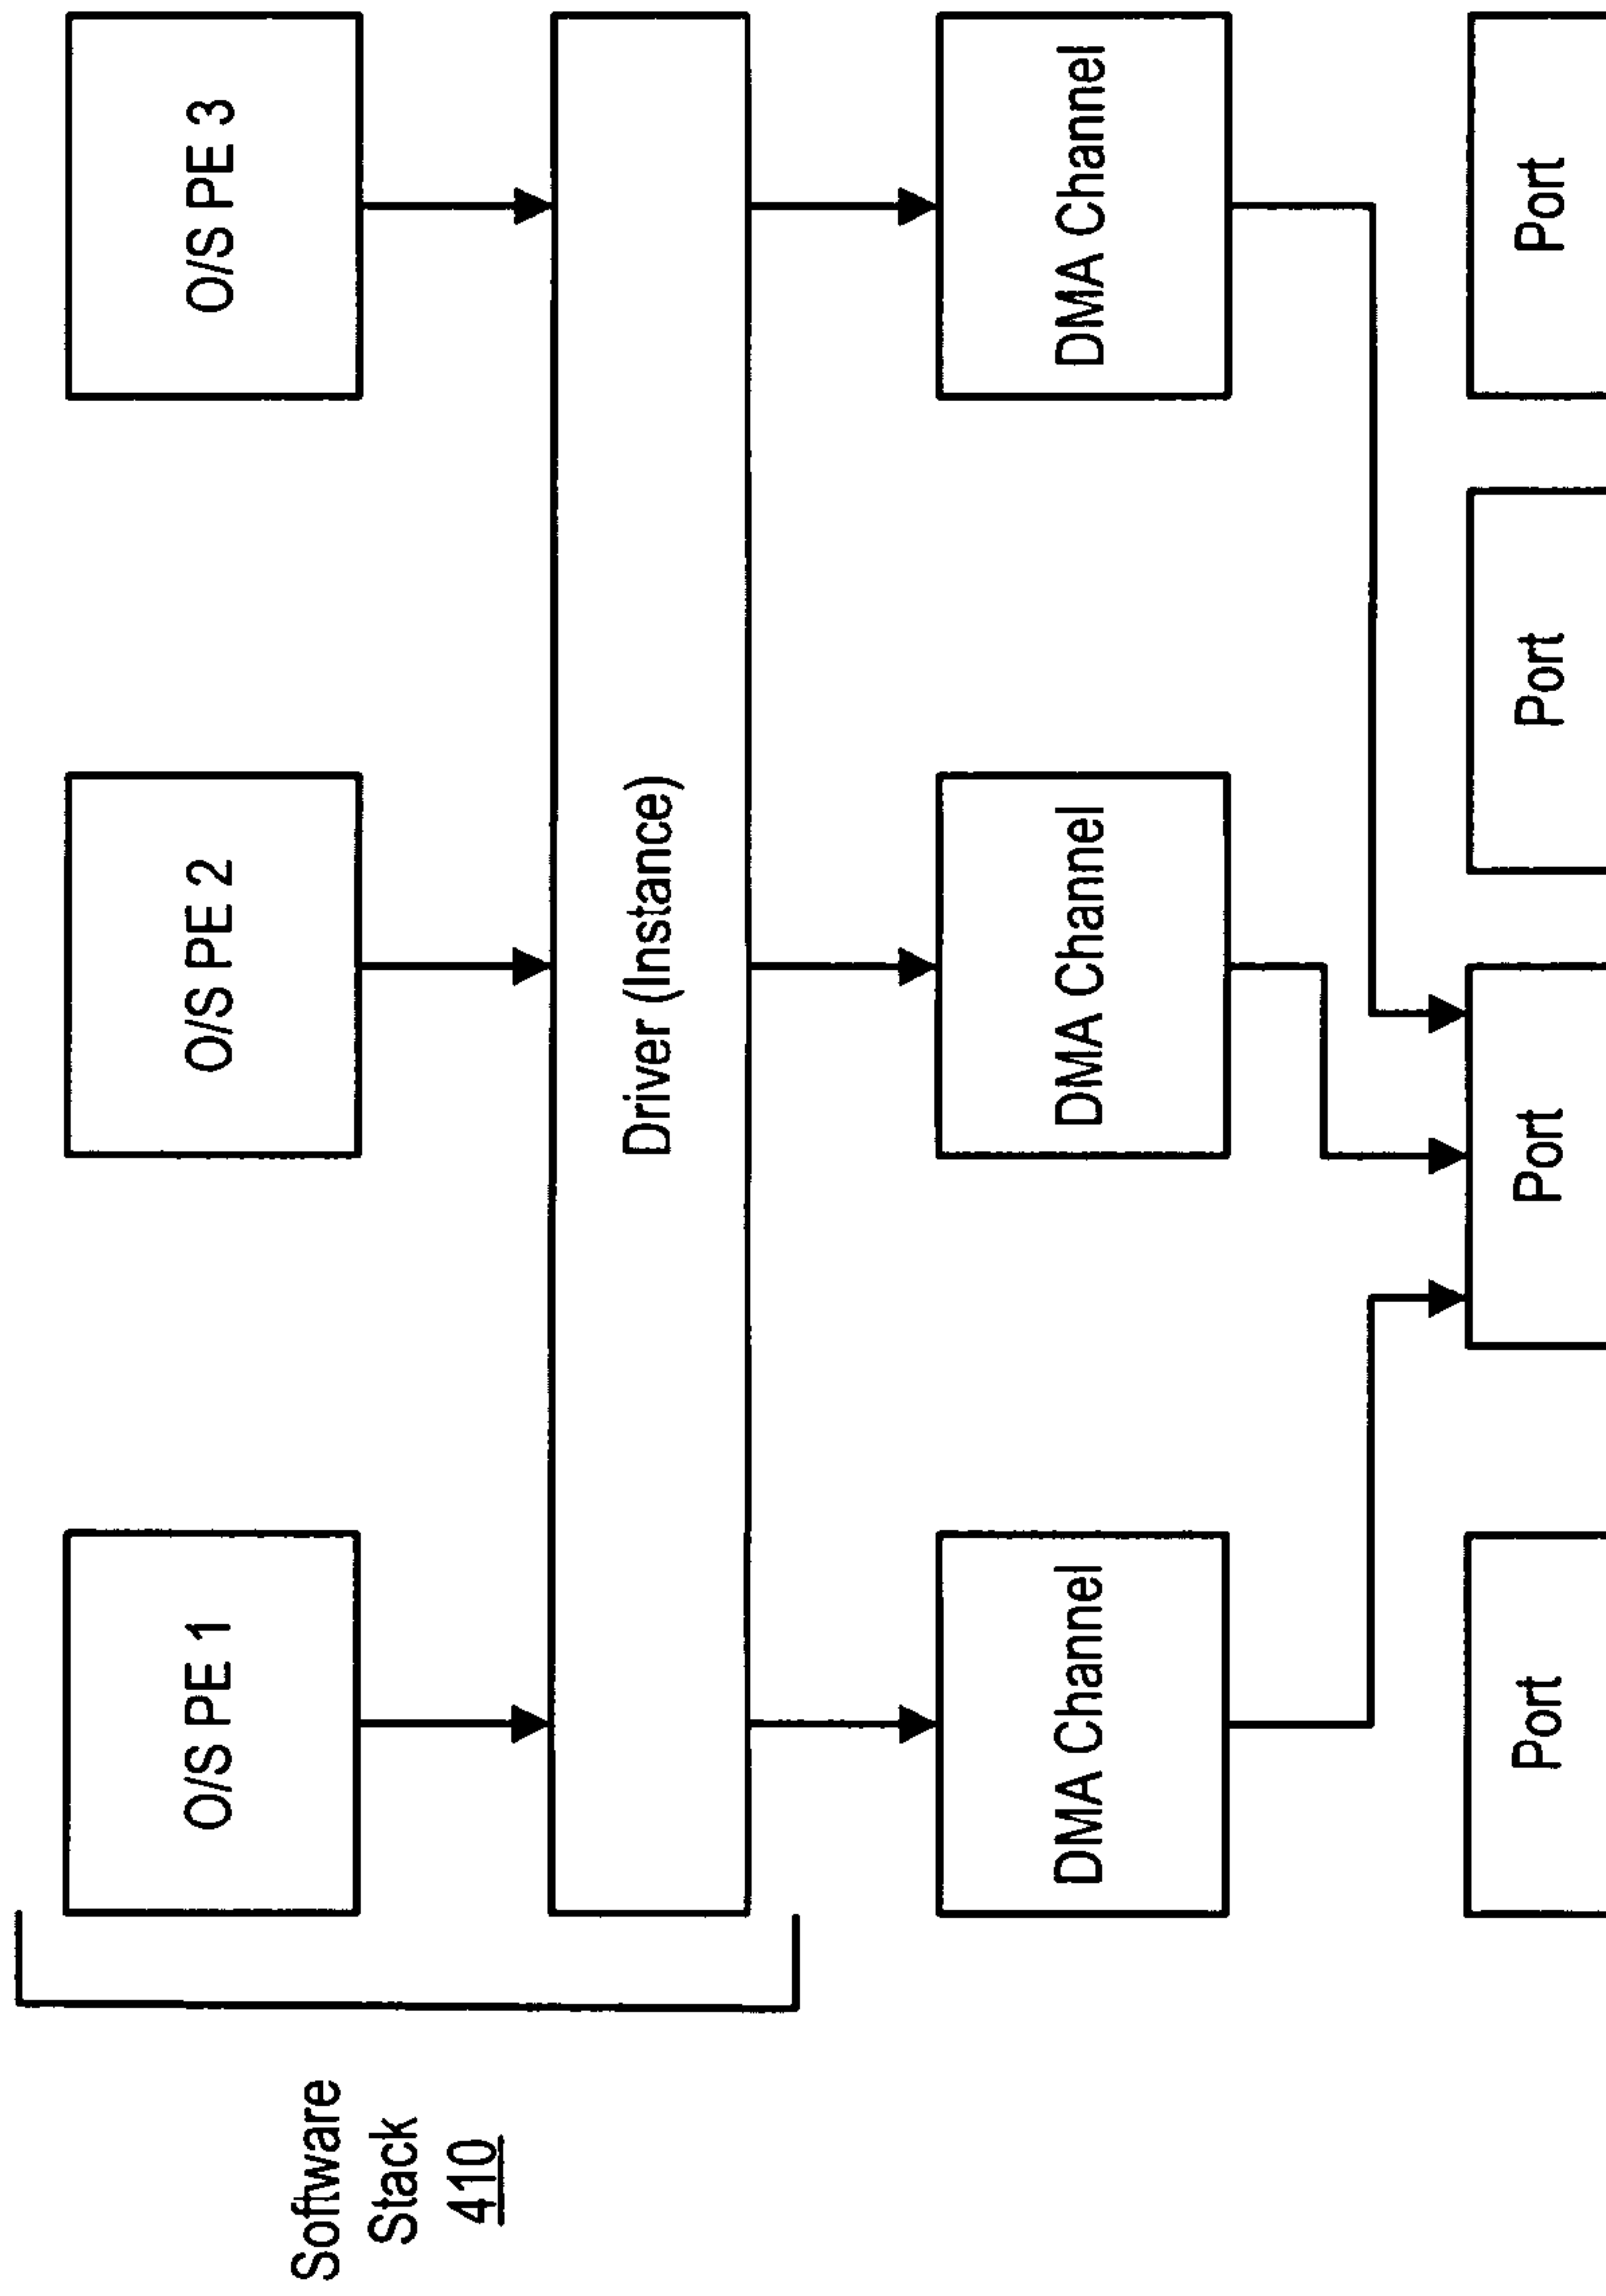 O/S PE 1
O/S PE 2
O/S PE 3
Software
Stack
410
Driver (Instance)
DMA Channel
DMA Channel
DMA Channel
Port
Port
Port
Port